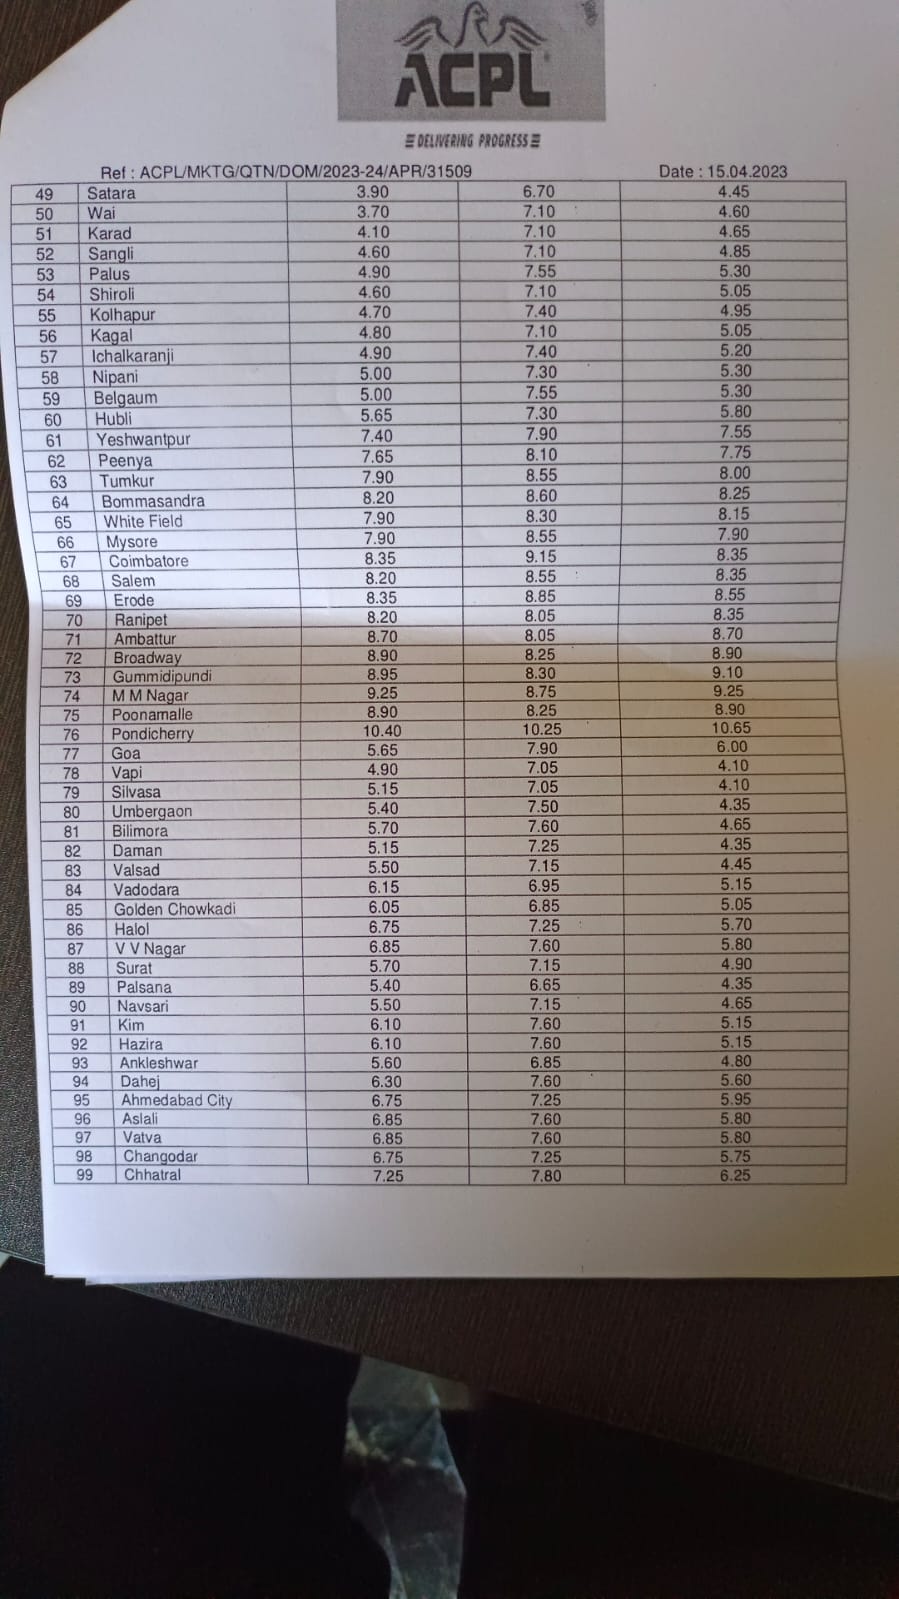 ACPL
DELIVERING PROGRESS
Ref : ACPL/MKTG/QTN/DOM/2023-24/APR/31509 Date : 15.04.2023
49 Satara 3.90 6.70 4.45
50 Wai 3.70 7.10 4.60
51 Karad 4.10 7.10 4.65
52 Sangli 4.60 7.10 4.85
53 Palus 4.90 7.55 5.30
54 Shiroli 4.60 7.10 5.05
55 Kolhapur 4.70 7.40 4.95
56 Kagal 4.80 7.10 5.05
57 Ichalkaranji 4.90 7.40 5.20
58 Nipani 5.00 7.30 5.30
59 Belgaum 5.00 7.55 5.30
60 Hubli 5.65 7.30 5.80
61 Yeshwantpur 7.40 7.90 7.55
62 Peenya 7.65 8.10 7.75
63 Tumkur 7.90 8.55 8.00
64 Bommasandra 8.20 8.60 8.25
65 White Field 7.90 8.30 8.15
66 Mysore 7.90 8.55 7.90
67 Coimbatore 8.35 9.15 8.35
68 Salem 8.20 8.55 8.35
69 Erode 8.35 8.85 8.55
70 Ranipet 8.20 8.05 8.35
71 Ambattur 8.70 8.05 8.70
72 Broadway 8.90 8.25 8.90
73 Gummidipundi 8.95 8.30 9.10
74 M M Nagar 9.25 8.75 9.25
75 Poonamalle 8.90 8.25 8.90
76 Pondicherry 10.40 10.25 10.65
77 Goa 5.65 7.90 6.00
78 Vapi 4.90 7.05 4.10
79 Silvasa 5.15 7.05 4.10
80 Umbergaon 5.40 7.50 4.35
81 Bilimora 5.70 7.60 4.65
82 Daman 5.15 7.25 4.35
83 Valsad 5.50 7.15 4.45
84 Vadodara 6.15 6.95 5.15
85 Golden Chowkadi 6.05 6.85 5.05
86 Halol 6.75 7.25 5.70
87 V V Nagar 6.85 7.60 5.80
88 Surat 5.70 7.15 4.90
89 Palsana 5.40 6.65 4.35
90 Navsari 5.50 7.15 4.65
91 Kim 6.10 7.60 5.15
92 Hazira 6.10 7.60 5.15
93 Ankleshwar 5.60 6.85 4.80
94 Dahej 6.30 7.60 5.60
95 Ahmedabad City 6.75 7.25 5.95
96 Aslali 6.85 7.60 5.80
97 Vatva 6.85 7.60 5.80
98 Changodar 6.75 7.25 5.75
99 Chhatral 7.25 7.80 6.25